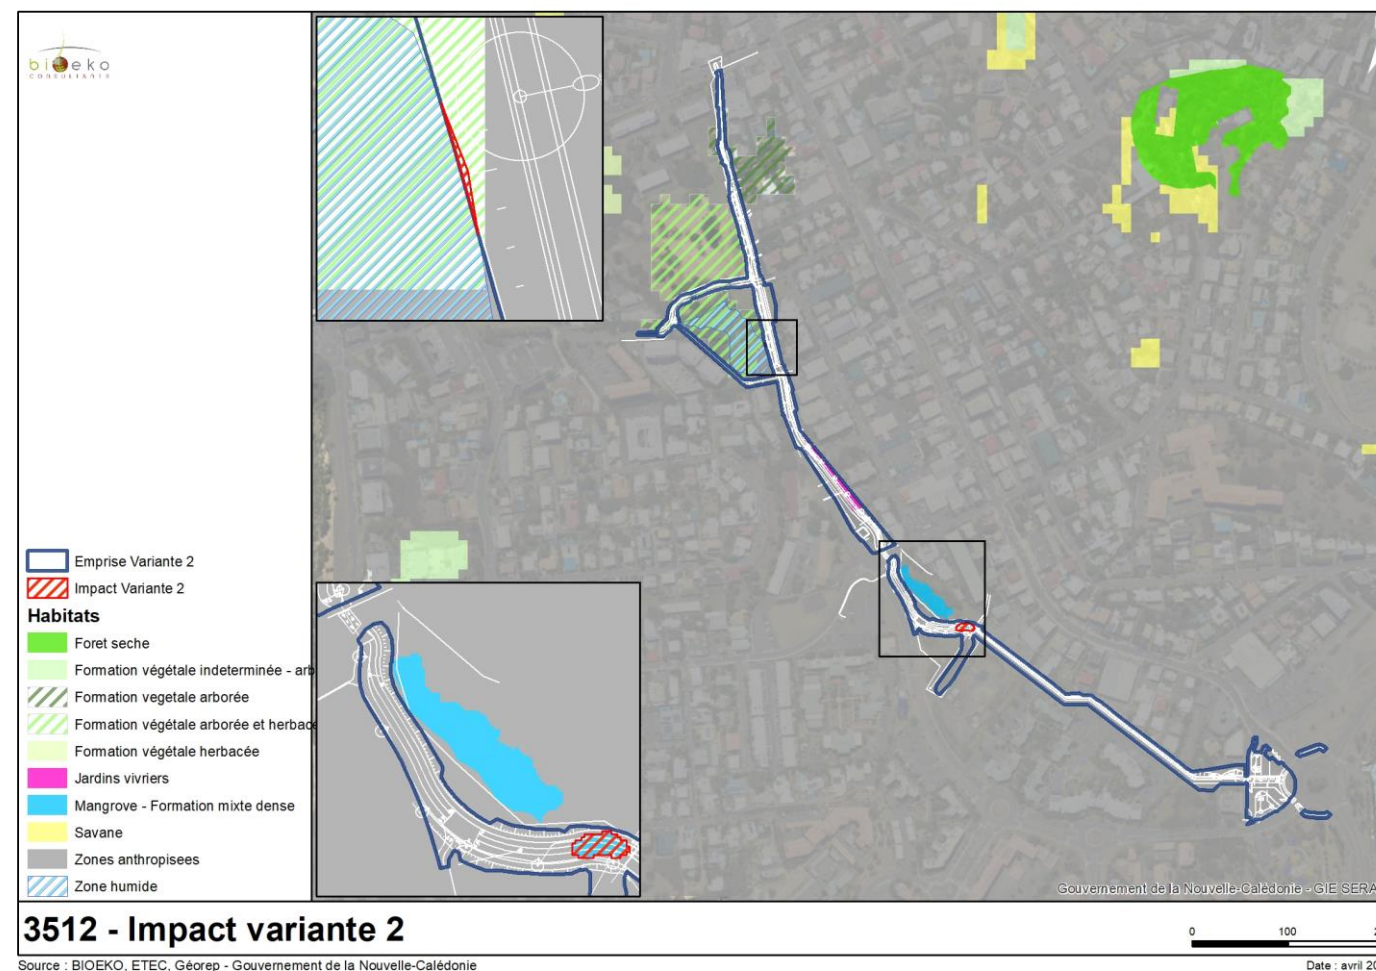 bioeko
CONSULTANTS
Emprise Variante 2
Impact Variante 2
Habitats
Foret seche
Formation végétale indeterminée - arb
Formation vegetale arborée
Formation végétale arborée et herbacé
Formation végétale herbacée
Jardins vivriers
Mangrove - Formation mixte dense
Savane
Zones anthropisees
Zone humide
Gouvernement de la Nouvelle-Calédonie - GIE SERA
3512 - Impact variante 2
0 100 2
Source : BIOEKO, ETEC, Géorep - Gouvernement de la Nouvelle-Calédonie
Date : avril 20